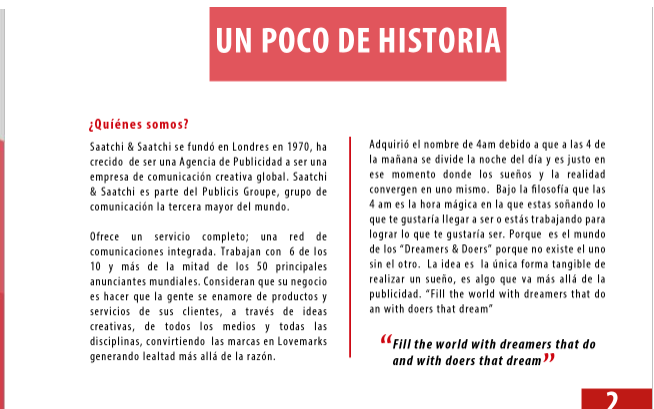 UN POCO DE HISTORIA
¿Quíénes somos?
Saatchi & Saatchi se fundó en Londres en 1970, ha
crecido de ser una Agencia de Publicidad a ser una
empresa de comunicación creativa global. Saatchi
& Saatchi es parte del Publicis Groupe, grupo de
comunicación la tercera mayor del mundo.
Ofrece un servicio completo; una red de
comunicaciones integrada. Trabajan con 6 de los
10 y más de la mitad de los 50 principales
anunciantes mundiales. Consideran que su negocio
es hacer que la gente se enamore de productos y
servicios de sus clientes, a través de ideas
creativas, de todos los medios y todas las
disciplinas, convirtiendo las marcas en Lovemarks
generando lealtad más allá de la razón.
Adquirió el nombre de 4am debido a que a las 4 de
la mañana se divide la noche del día y es justo en
ese momento donde los sueños y la realidad
convergen en uno mismo. Bajo la filosofía que las
4 am es la hora mágica en la que estas soñando lo
que te gustaría llegar a ser o estás trabajando para
lograr lo que te gustaría ser. Porque es el mundo
de los “Dreamers & Doers” porque no existe el uno
sin el otro. La idea es la única forma tangible de
realizar un sueño, es algo que va más allá de la
publicidad. “Fill the world with dreamers that do
an with doers that dream”
“Fill the world with dreamers that do
and with doers that dream”
2